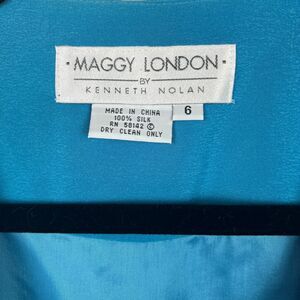 · MAGGY LONDON ·
BY
KENNETH NOLAN
MADE IN CHINA
100% SILK
RN 58142 ©
DRY CLEAN ONLY
6